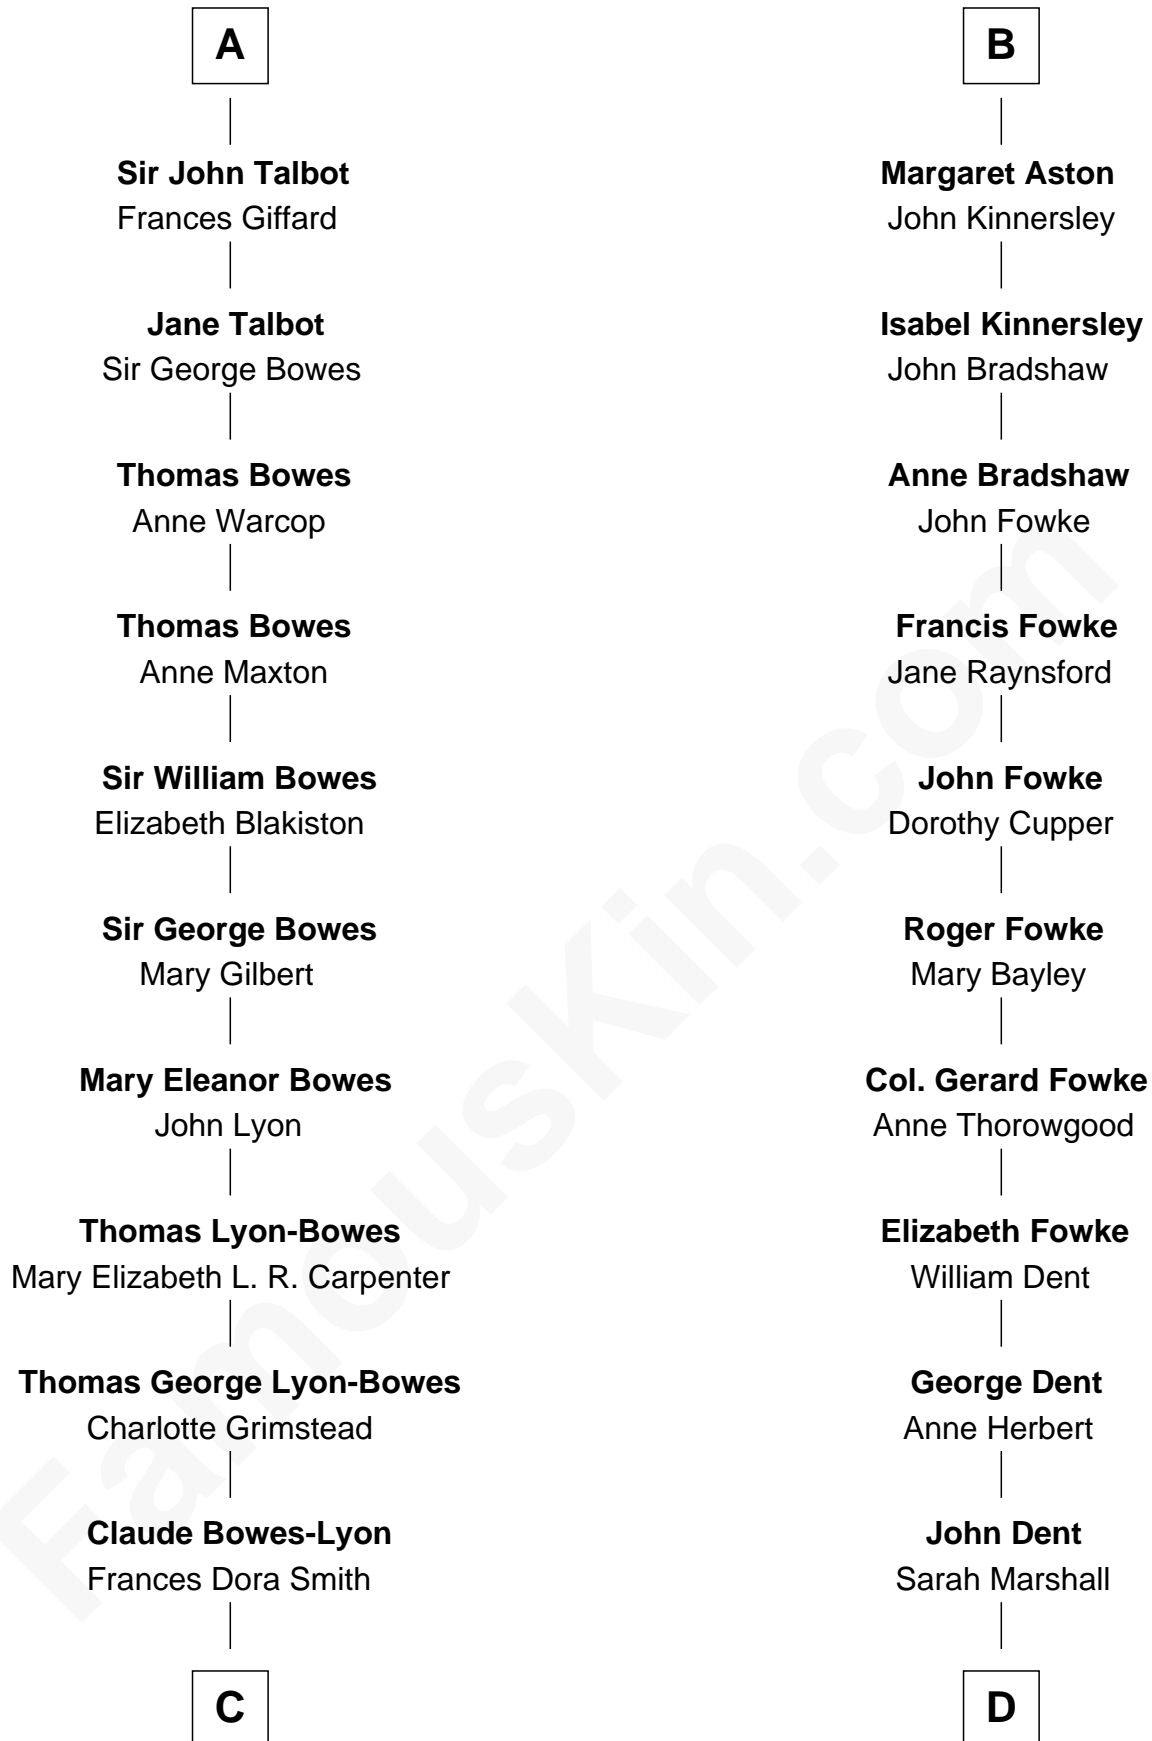 A
Sir John Talbot
Frances Giffard
Jane Talbot
Sir George Bowes
Thomas Bowes
Anne Warcop
Thomas Bowes
Anne Maxton
Sir William Bowes
Elizabeth Blakiston
Sir George Bowes
Mary Gilbert
Mary Eleanor Bowes
John Lyon
Thomas Lyon-Bowes
Mary Elizabeth L. R. Carpenter
Thomas George Lyon-Bowes
Charlotte Grimstead
Claude Bowes-Lyon
Frances Dora Smith
C
B
Margaret Aston
John Kinnersley
Isabel Kinnersley
John Bradshaw
Anne Bradshaw
John Fowke
Francis Fowke
Jane Raynsford
John Fowke
Dorothy Cupper
Roger Fowke
Mary Bayley
Col. Gerard Fowke
Anne Thorowgood
Elizabeth Fowke
William Dent
George Dent
Anne Herbert
John Dent
Sarah Marshall
D
FamousKin.com